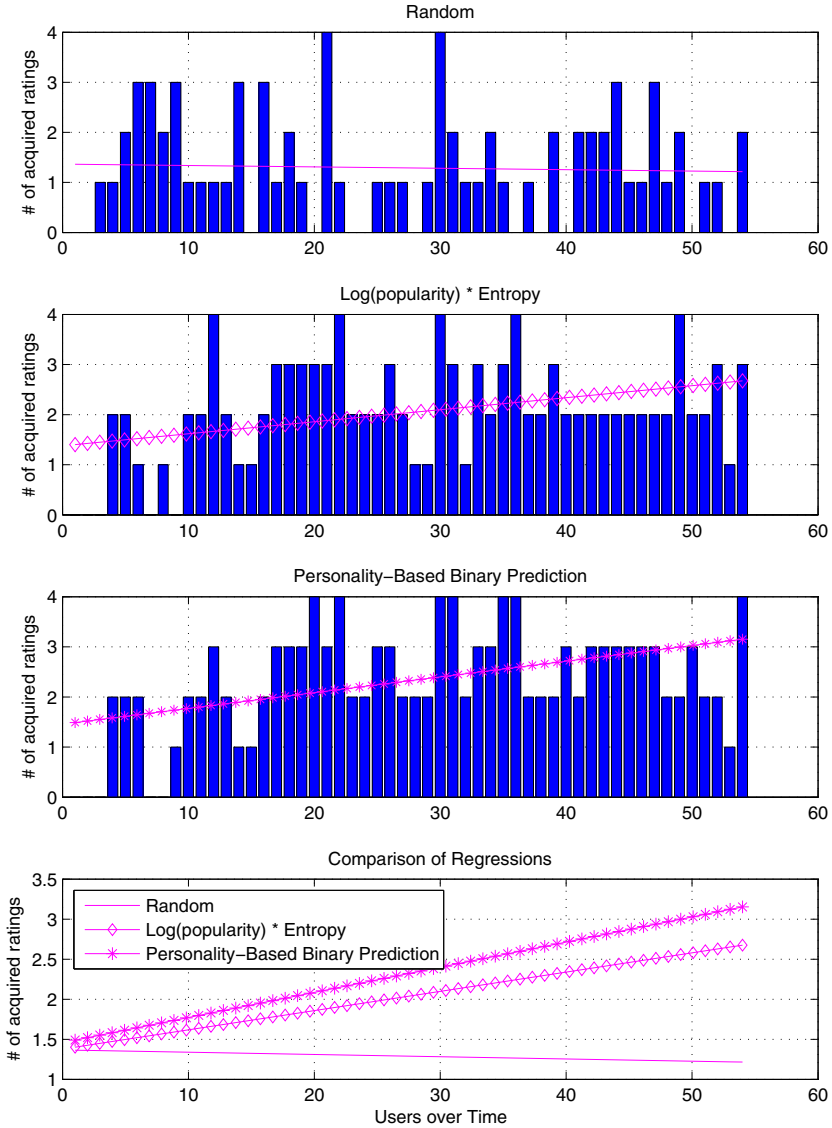 Random
4
3
2
1
0
# of acquired ratings
0 10 20 30 40 50 60
Log(popularity) * Entropy
4
3
2
1
0
# of acquired ratings
0 10 20 30 40 50 60
Personality−Based Binary Prediction
4
3
2
1
0
# of acquired ratings
0 10 20 30 40 50 60
Comparison of Regressions
3.5
3
2.5
2
1.5
1
# of acquired ratings
Random
Log(popularity) * Entropy
Personality−Based Binary Prediction
0 10 20 30 40 50 60
Users over Time